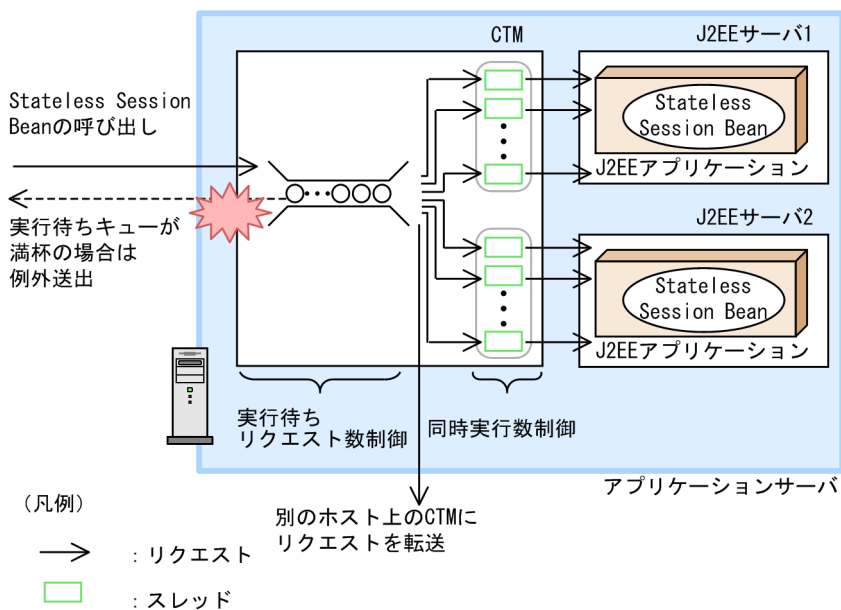 CTM
J2EEサーバ1
Stateless Session
Beanの呼び出し
Stateless
Session Bean
J2EEアプリケーション
実行待ちキューが
満杯の場合は
例外送出
J2EEサーバ2
Stateless
Session Bean
J2EEアプリケーション
実行待ち
リクエスト数制御
同時実行数制御
アプリケーションサーバ
別のホスト上のCTMに
リクエストを転送
（凡例）
：リクエスト
：スレッド